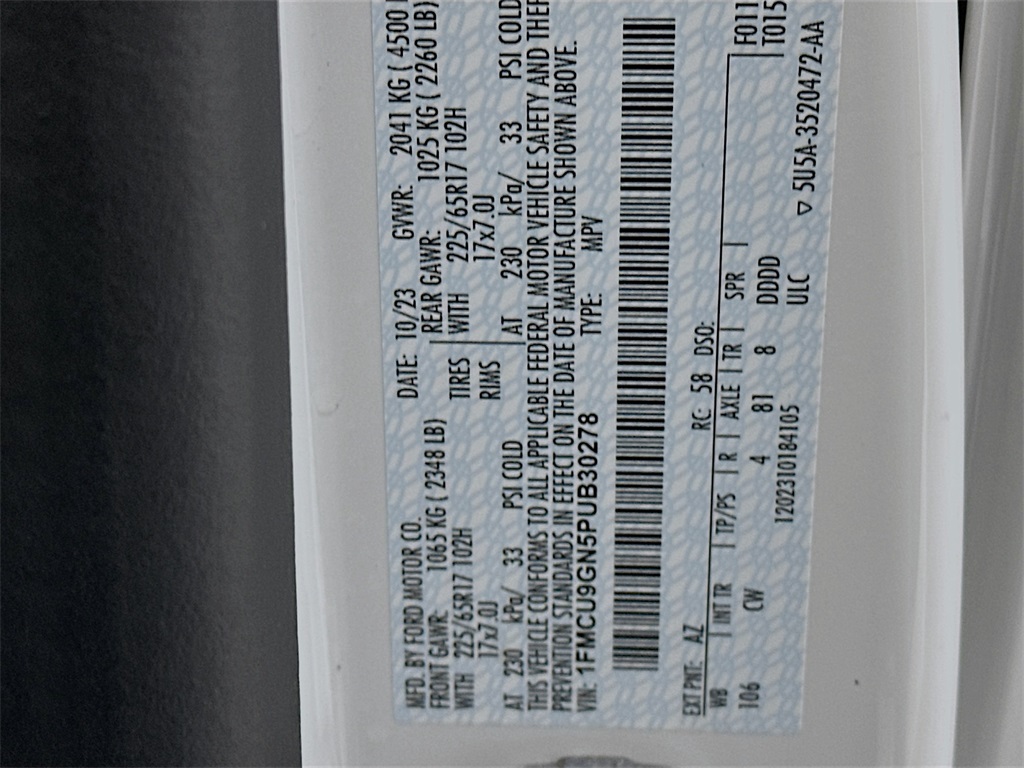 MFD. BY FORD MOTOR CO.
DATE: 10/23 GVWR: 2041 KG ( 4500
FRONT GAWR: 1065 KG ( 2348 LB) REAR GAWR: 1025 KG ( 2260 LB)
WITH 225/65R17 102H TIRES WITH 225/65R17 102H
17x7.0J RIMS 17x7.0J
AT 230 kPa/ 33 PSI COLD AT 230 kPa/ 33 PSI COLD
THIS VEHICLE CONFORMS TO ALL APPLICABLE FEDERAL MOTOR VEHICLE SAFETY AND THEF
PREVENTION STANDARDS IN EFFECT ON THE DATE OF MANUFACTURE SHOWN ABOVE.
VIN: 1FMCU9GN5PUB30278 TYPE: MPV
EXT PNT: AZ RC: 58 DSO: F011
T015
WB | INT TR | TP/PS | R | AXLE | TR | SPR |
106 CW 4 81 8 DDDD
1202310184105 ULC ▽ 5U5A-3520472-AA